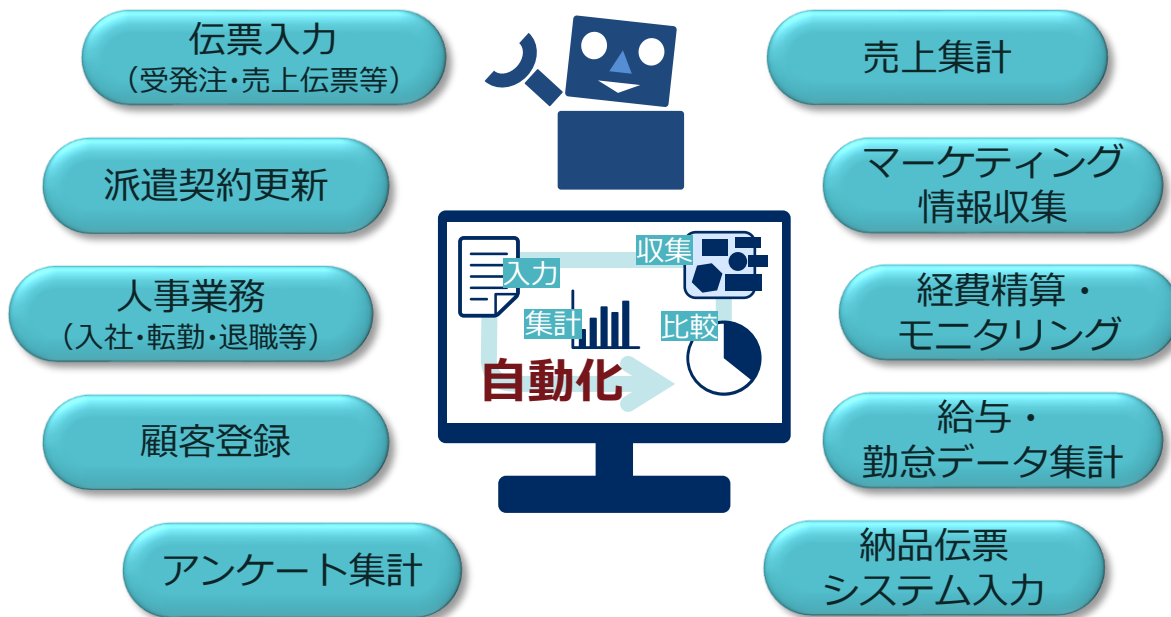 伝票入力
（受発注・売上伝票等）
派遣契約更新
人事業務
（入社・転勤・退職等）
顧客登録
アンケート集計
入力
収集
集計
比較
自動化
売上集計
マーケティング
情報収集
経費精算・
モニタリング
給与・
勤怠データ集計
納品伝票
システム入力